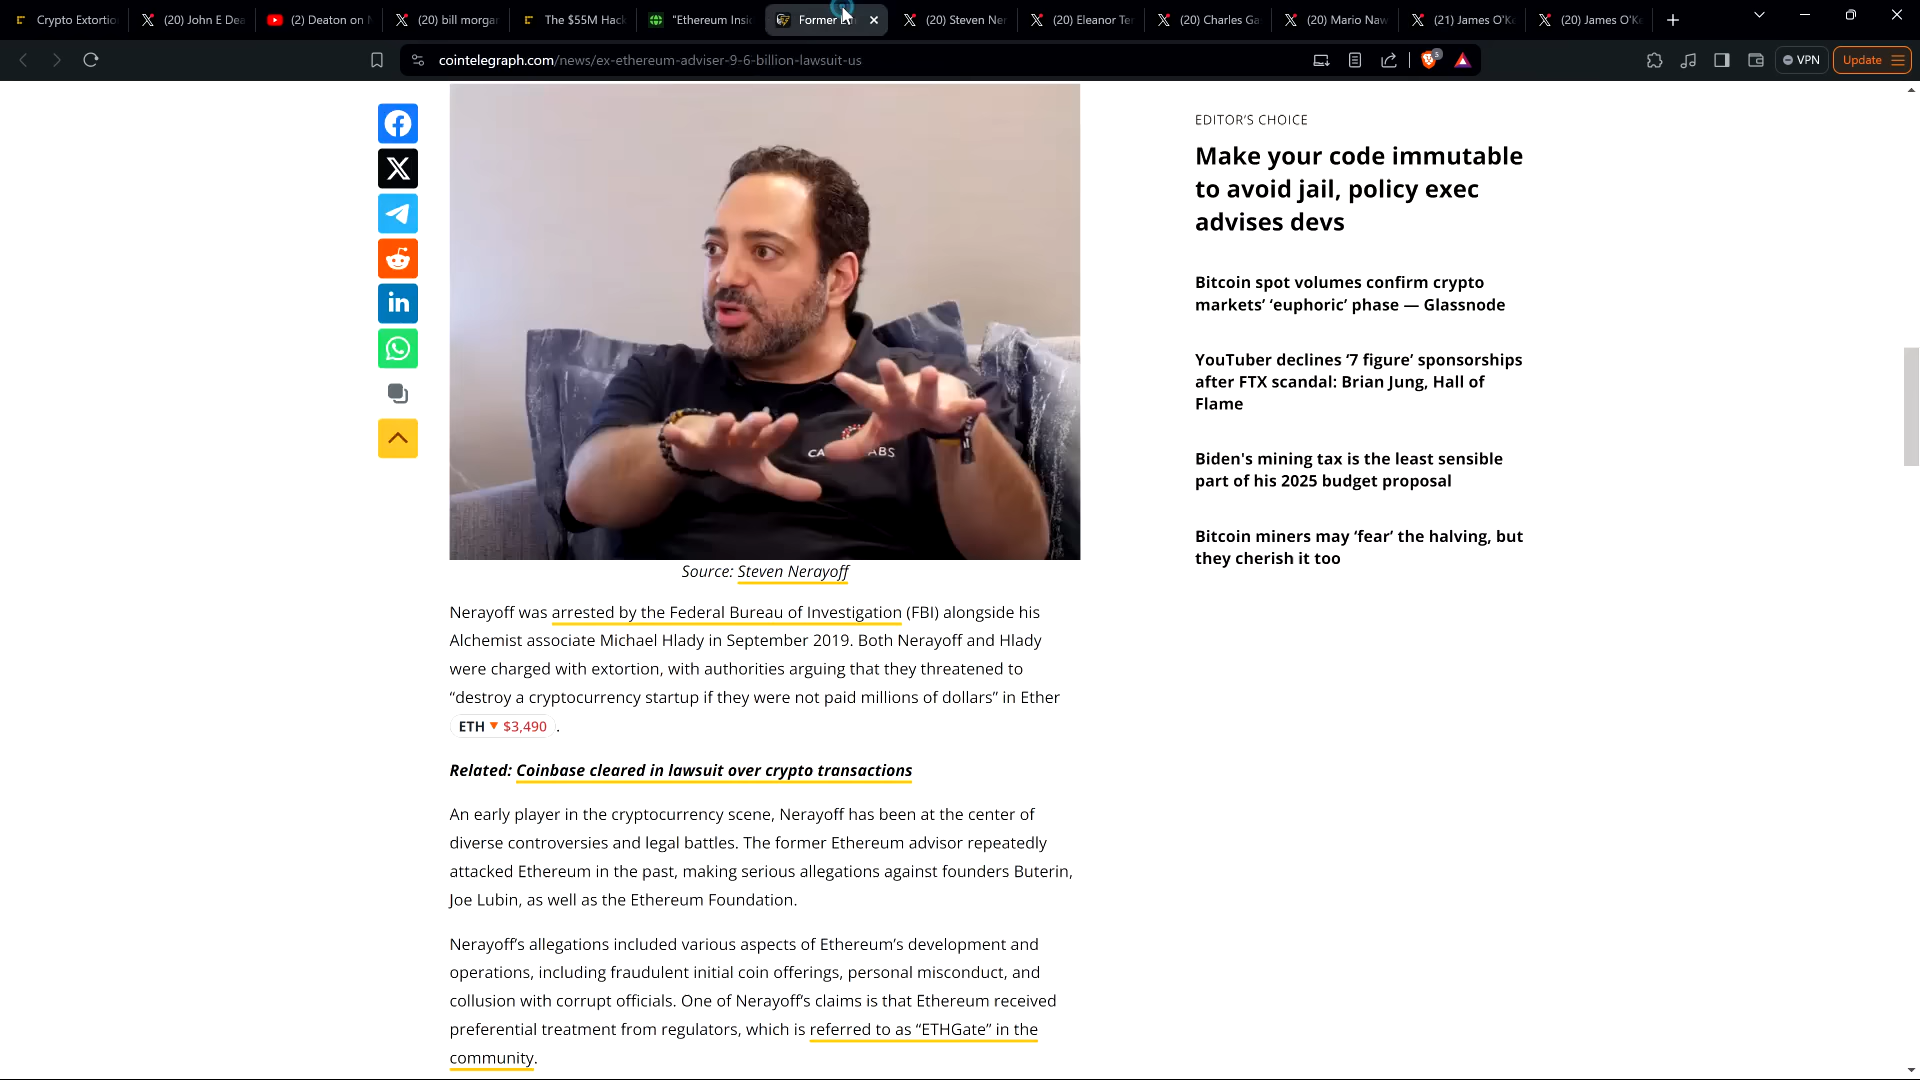 Crypto Extortio
(20) John E Dea
(2) Deaton on
(20) bill morgar
The $55M Hack
"Ethereum Insi
Former E
(20) Steven Ner
(20) Eleanor Ter
(20) Charles Ga
(20) Mario Naw
(21) James O'Ke
(20) James O'Ke
cointelegraph.com/news/ex-ethereum-adviser-9-6-billion-lawsuit-us
5
VPN
Update
CA ABS
Source: Steven Nerayoff
Nerayoff was arrested by the Federal Bureau of Investigation (FBI) alongside his
Alchemist associate Michael Hlady in September 2019. Both Nerayoff and Hlady
were charged with extortion, with authorities arguing that they threatened to
“destroy a cryptocurrency startup if they were not paid millions of dollars” in Ether
ETH ▼ $3,490 .
Related: Coinbase cleared in lawsuit over crypto transactions
An early player in the cryptocurrency scene, Nerayoff has been at the center of
diverse controversies and legal battles. The former Ethereum advisor repeatedly
attacked Ethereum in the past, making serious allegations against founders Buterin,
Joe Lubin, as well as the Ethereum Foundation.
Nerayoff’s allegations included various aspects of Ethereum’s development and
operations, including fraudulent initial coin offerings, personal misconduct, and
collusion with corrupt officials. One of Nerayoff’s claims is that Ethereum received
preferential treatment from regulators, which is referred to as “ETHGate” in the
community.
EDITOR’S CHOICE
Make your code immutable
to avoid jail, policy exec
advises devs
Bitcoin spot volumes confirm crypto
markets’ ‘euphoric’ phase — Glassnode
YouTuber declines ‘7 figure’ sponsorships
after FTX scandal: Brian Jung, Hall of
Flame
Biden's mining tax is the least sensible
part of his 2025 budget proposal
Bitcoin miners may ‘fear’ the halving, but
they cherish it too